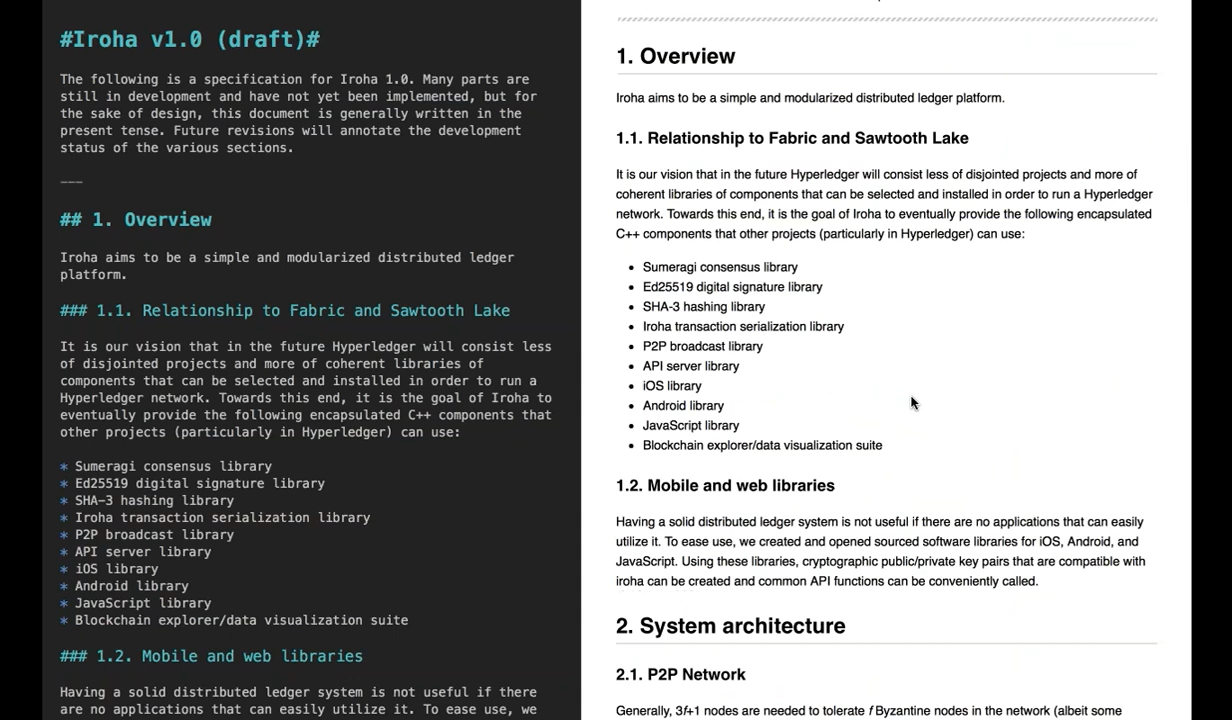 #Iroha v1.0 (draft)#
The following is a specification for Iroha 1.0. Many parts are
still in development and have not yet been implemented, but for
the sake of design, this document is generally written in the
present tense. Future revisions will annotate the development
status of the various sections.
---
## 1. Overview
Iroha aims to be a simple and modularized distributed ledger
platform.
### 1.1. Relationship to Fabric and Sawtooth Lake
It is our vision that in the future Hyperledger will consist less
of disjointed projects and more of coherent libraries of
components that can be selected and installed in order to run a
Hyperledger network. Towards this end, it is the goal of Iroha to
eventually provide the following encapsulated C++ components that
other projects (particularly in Hyperledger) can use:
* Sumeragi consensus library
* Ed25519 digital signature library
* SHA-3 hashing library
* Iroha transaction serialization library
* P2P broadcast library
* API server library
* iOS library
* Android library
* JavaScript library
* Blockchain explorer/data visualization suite
### 1.2. Mobile and web libraries
Having a solid distributed ledger system is not useful if there
are no applications that can easily utilize it. To ease use, we
1. Overview
Iroha aims to be a simple and modularized distributed ledger platform.
1.1. Relationship to Fabric and Sawtooth Lake
It is our vision that in the future Hyperledger will consist less of disjointed projects and more of
coherent libraries of components that can be selected and installed in order to run a Hyperledger
network. Towards this end, it is the goal of Iroha to eventually provide the following encapsulated
C++ components that other projects (particularly in Hyperledger) can use:
• Sumeragi consensus library
• Ed25519 digital signature library
• SHA-3 hashing library
• Iroha transaction serialization library
• P2P broadcast library
• API server library
• iOS library
• Android library
• JavaScript library
• Blockchain explorer/data visualization suite
1.2. Mobile and web libraries
Having a solid distributed ledger system is not useful if there are no applications that can easily
utilize it. To ease use, we created and opened sourced software libraries for iOS, Android, and
JavaScript. Using these libraries, cryptographic public/private key pairs that are compatible with
iroha can be created and common API functions can be conveniently called.
2. System architecture
2.1. P2P Network
Generally, 3f+1 nodes are needed to tolerate f Byzantine nodes in the network (albeit some